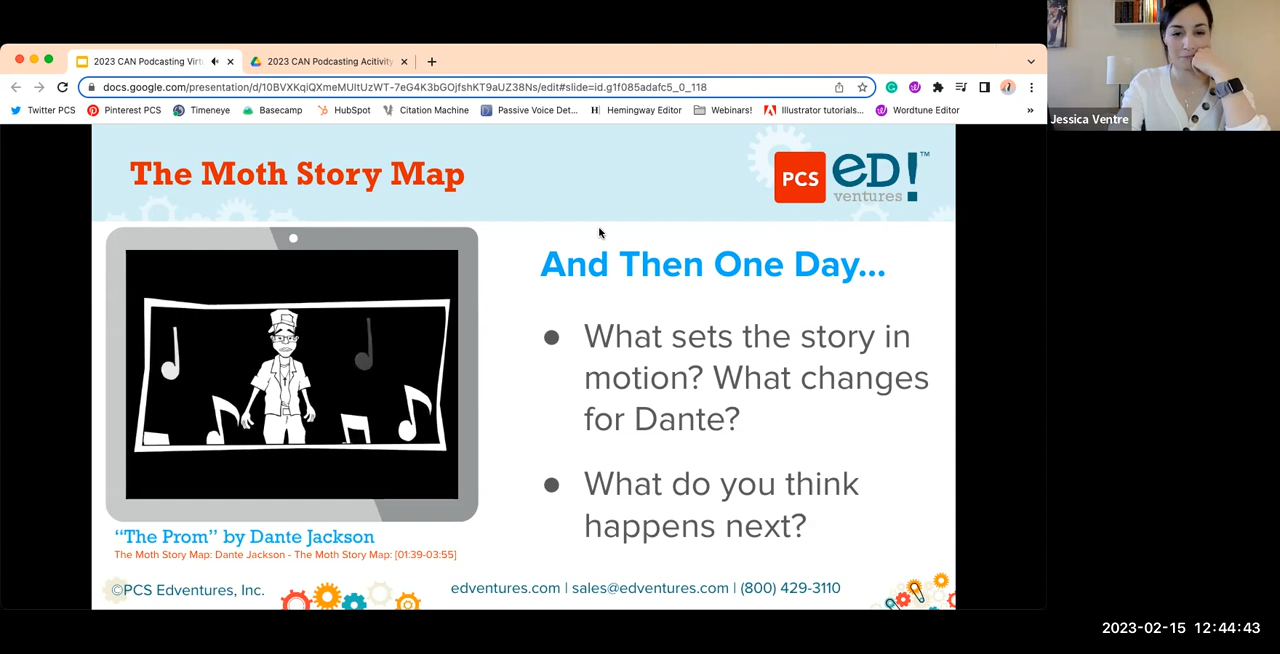 2023 CAN Podcasting Virt
2023 CAN Podcasting Acitivity
docs.google.com/presentation/d/10BVXKqiQXmeMUltUzWT-7eG4K3bGOjfshKT9aUZ38Ns/edit#slide=id.g1f085adafc5_0_118
Twitter PCS Pinterest PCS Timeneye Basecamp HubSpot Citation Machine Passive Voice Det... Hemingway Editor Webinars! Illustrator tutorials... Wordtune Editor »
Jessica Ventre
The Moth Story Map
PCS ed! ™
ventures
And Then One Day...
● What sets the story in
motion? What changes
for Dante?
● What do you think
happens next?
“The Prom” by Dante Jackson
The Moth Story Map: Dante Jackson - The Moth Story Map: [01:39-03:55]
©PCS Edventures, Inc.
edventures.com | sales@edventures.com | (800) 429-3110
2023-02-15 12:44:43